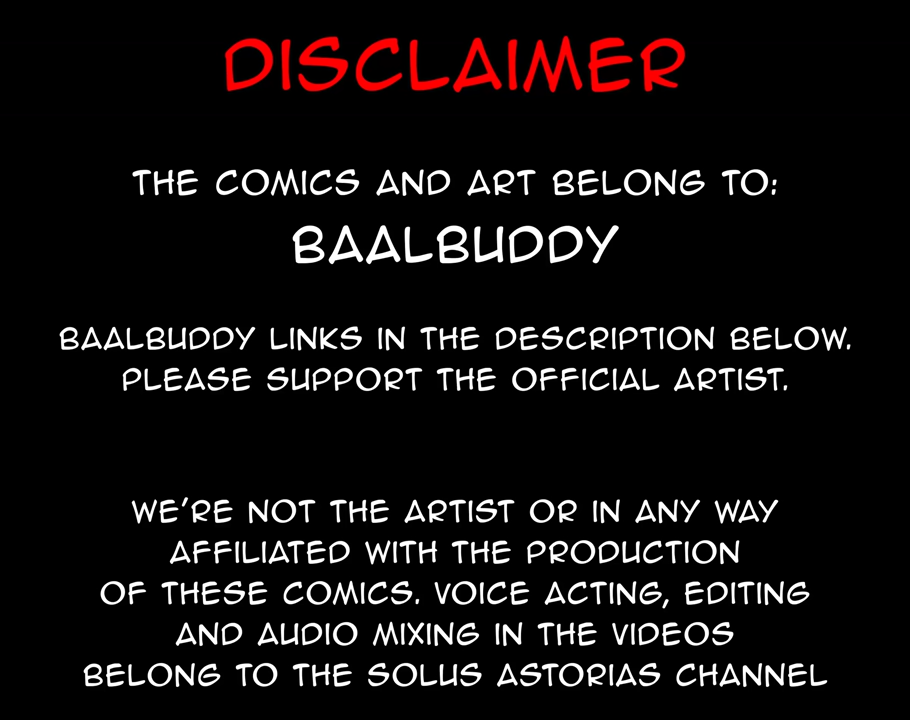 DISCLAIMER
THE COMICS AND ART BELONG TO:
BAALBUDDY
BAALBUDDY LINKS IN THE DESCRIPTION BELOW.
PLEASE SUPPORT THE OFFICIAL ARTIST.
WE'RE NOT THE ARTIST OR IN ANY WAY
AFFILIATED WITH THE PRODUCTION
OF THESE COMICS. VOICE ACTING, EDITING
AND AUDIO MIXING IN THE VIDEOS
BELONG TO THE SOLUS ASTORIAS CHANNEL